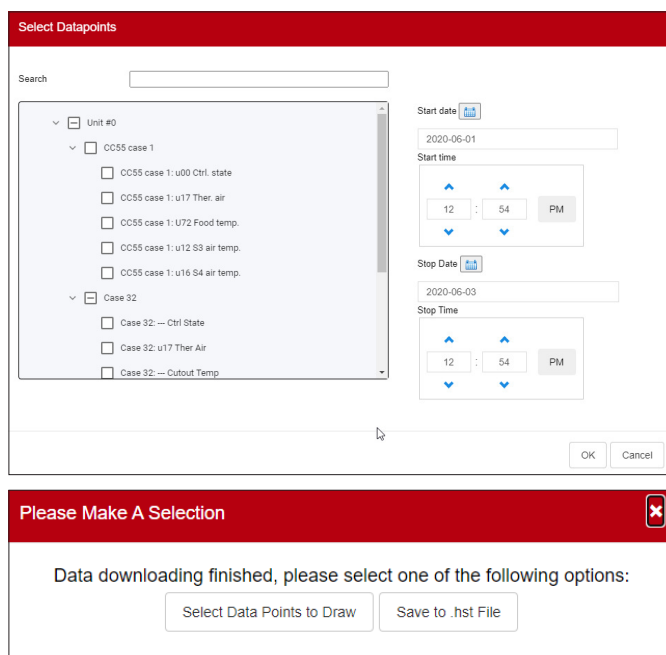 Select Datapoints
Search
Unit #0
CC55 case 1
CC55 case 1: u00 Ctrl. state
CC55 case 1: u17 Ther. air
CC55 case 1: U72 Food temp.
CC55 case 1: u12 S3 air temp.
CC55 case 1: u16 S4 air temp.
Case 32
Case 32: --- Ctrl State
Case 32: u17 Ther Air
Case 32: --- Cutout Temp
Start date
2020-06-01
Start time
12 : 54 PM
Stop Date
2020-06-03
Stop Time
12 : 54 PM
OK Cancel
Please Make A Selection
Data downloading finished, please select one of the following options:
Select Data Points to Draw Save to .hst File